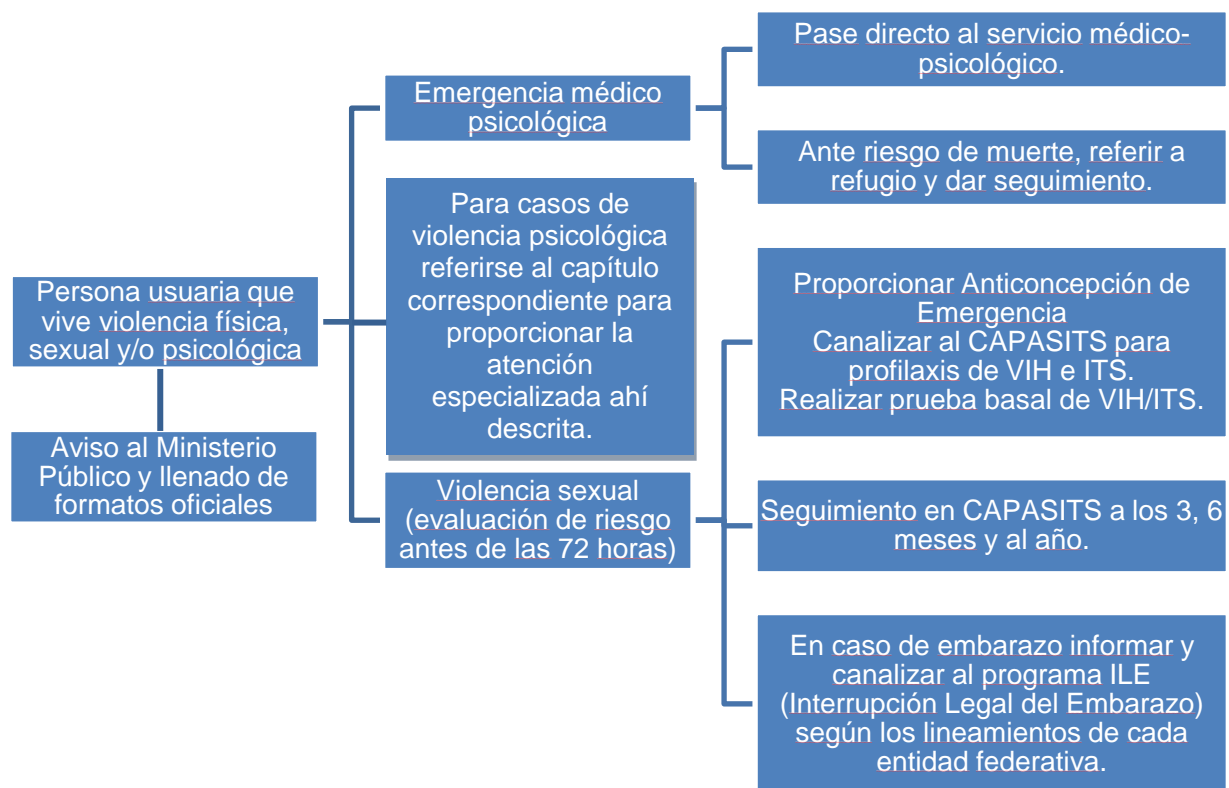 Persona usuaria que
vive violencia física,
sexual y/o psicológica
Aviso al Ministerio
Público y llenado de
formatos oficiales
Emergencia médico
psicológica
Para casos de
violencia psicológica
referirse al capítulo
correspondiente para
proporcionar la
atención
especializada ahí
descrita.
Violencia sexual
(evaluación de riesgo
antes de las 72 horas)
Pase directo al servicio médico-
psicológico.
Ante riesgo de muerte, referir a
refugio y dar seguimiento.
Proporcionar Anticoncepción de
Emergencia
Canalizar al CAPASITS para
profilaxis de VIH e ITS.
Realizar prueba basal de VIH/ITS.
Seguimiento en CAPASITS a los 3, 6
meses y al año.
En caso de embarazo informar y
canalizar al programa ILE
(Interrupción Legal del Embarazo)
según los lineamientos de cada
entidad federativa.